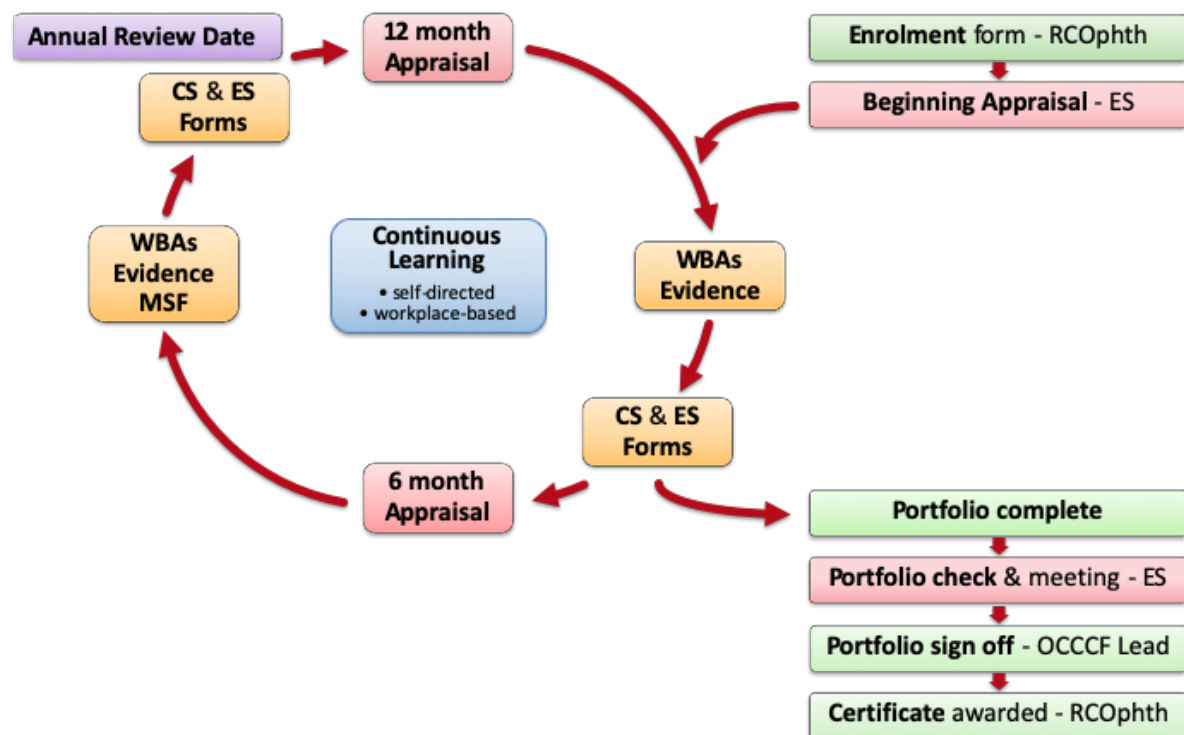 Annual Review Date
12 month
Appraisal
Enrolment form - RCOphth
CS & ES
Forms
Beginning Appraisal - ES
WBAs
Evidence
MSF
Continuous
Learning
• self-directed
• workplace-based
WBAs
Evidence
CS & ES
Forms
6 month
Appraisal
Portfolio complete
Portfolio check & meeting - ES
Portfolio sign off - OCCCF Lead
Certificate awarded - RCOphth